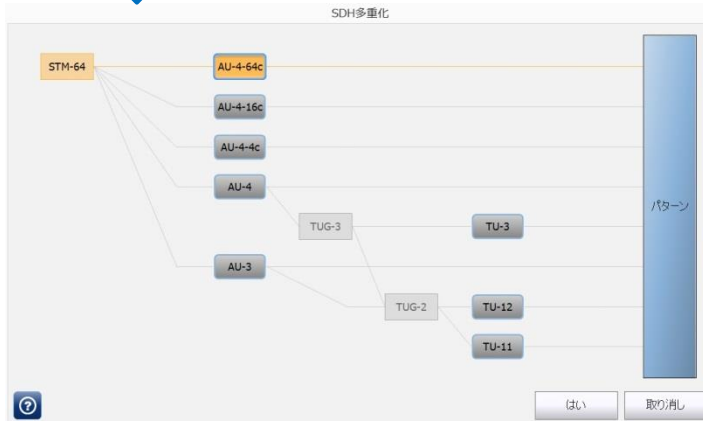 SDH多重化
STM-64
AU-4-64c
AU-4-16c
AU-4-4c
AU-4
パターン
TUG-3
TU-3
AU-3
TUG-2
TU-12
TU-11
?
はい
取り消し